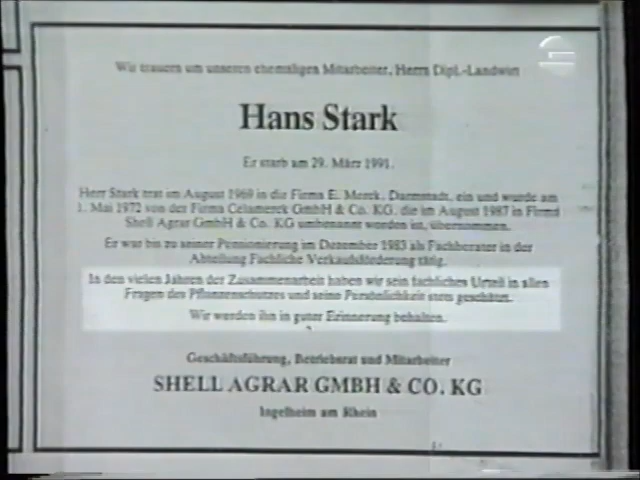 Wir trauern um unseren ehemaligen Mitarbeiter, Herrn Dipl.-Landwirt
Hans Stark
Er starb am 29. März 1991.
Herr Stark trat im August 1969 in die Firma E. Merck, Darmstadt, ein und wurde am
1. Mai 1972 von der Firma Celamerck GmbH & Co. KG, die im August 1987 in Firma
Shell Agrar GmbH & Co. KG umbenannt worden ist, übernommen.
Er war bis zu seiner Pensionierung im Dezember 1983 als Fachberater in der
Abteilung Fachliche Verkaufsförderung tätig.
In den vielen Jahren der Zusammenarbeit haben wir sein fachliches Urteil in allen
Fragen des Pflanzenschutzes und seine Persönlichkeit stets geschätzt.
Wir werden ihn in guter Erinnerung behalten.
Geschäftsführung, Betriebsrat und Mitarbeiter
SHELL AGRAR GMBH & CO. KG
Ingelheim am Rhein